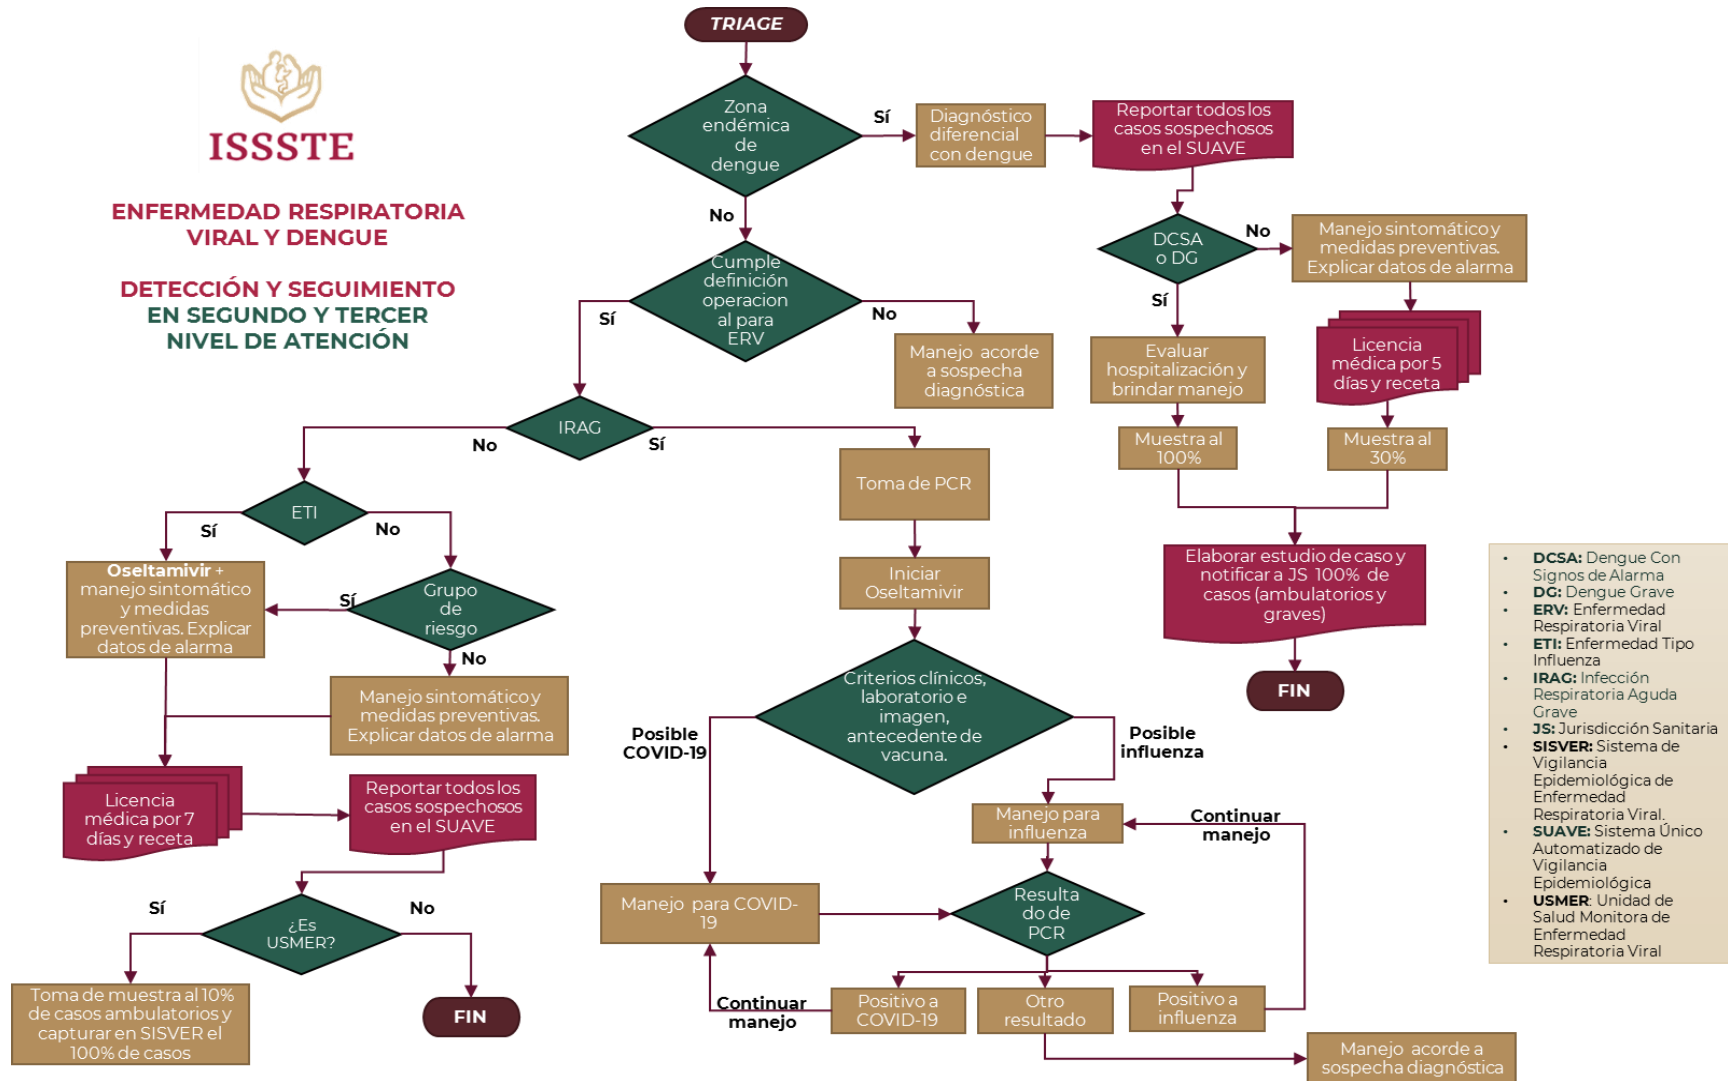 TRIAGE
ISSSTE
ENFERMEDAD RESPIRATORIA
VIRAL Y DENGUE
DETECCIÓN Y SEGUIMIENTO
EN SEGUNDO Y TERCER
NIVEL DE ATENCIÓN
Zona
endémica
de
dengue
Sí
Diagnóstico
diferencial
con dengue
Reportar todos los
casos sospechosos
en el SUAVE
No
DCSA
o DG
No
Manejo sintomático y
medidas preventivas.
Explicar datos de alarma
Sí
Evaluar
hospitalización y
brindar manejo
Licencia
médica por 5
días y receta
Muestra al
100%
Muestra al
30%
Elaborar estudio de caso y
notificar a JS 100% de
casos (ambulatorios y
graves)
FIN
Cumple
definición
operacion
al para
ERV
Sí
No
Manejo acorde
a sospecha
diagnóstica
IRAG
No
Sí
ETI
Sí
No
Oseltamivir +
manejo sintomático
y medidas
preventivas. Explicar
datos de alarma
Sí
Grupo
de
riesgo
No
Manejo sintomático y
medidas preventivas.
Explicar datos de alarma
Licencia
médica por 7
días y receta
Reportar todos los
casos sospechosos
en el SUAVE
¿Es
USMER?
Sí
No
Toma de muestra al 10%
de casos ambulatorios y
capturar en SISVER el
100% de casos
FIN
Toma de PCR
Iniciar
Oseltamivir
Criterios clínicos,
laboratorio e
imagen,
antecedente de
vacuna.
Posible
COVID-19
Posible
influenza
Manejo para
influenza
Continuar
manejo
Manejo para COVID-
19
Resulta
do de
PCR
Continuar
manejo
Positivo a
COVID-19
Otro
resultado
Positivo a
influenza
Manejo acorde a
sospecha diagnóstica
• DCSA: Dengue Con
Signos de Alarma
• DG: Dengue Grave
• ERV: Enfermedad
Respiratoria Viral
• ETI: Enfermedad Tipo
Influenza
• IRAG: Infección
Respiratoria Aguda
Grave
• JS: Jurisdicción Sanitaria
• SISVER: Sistema de
Vigilancia
Epidemiológica de
Enfermedad
Respiratoria Viral.
• SUAVE: Sistema Único
Automatizado de
Vigilancia
Epidemiológica
• USMER: Unidad de
Salud Monitora de
Enfermedad
Respiratoria Viral